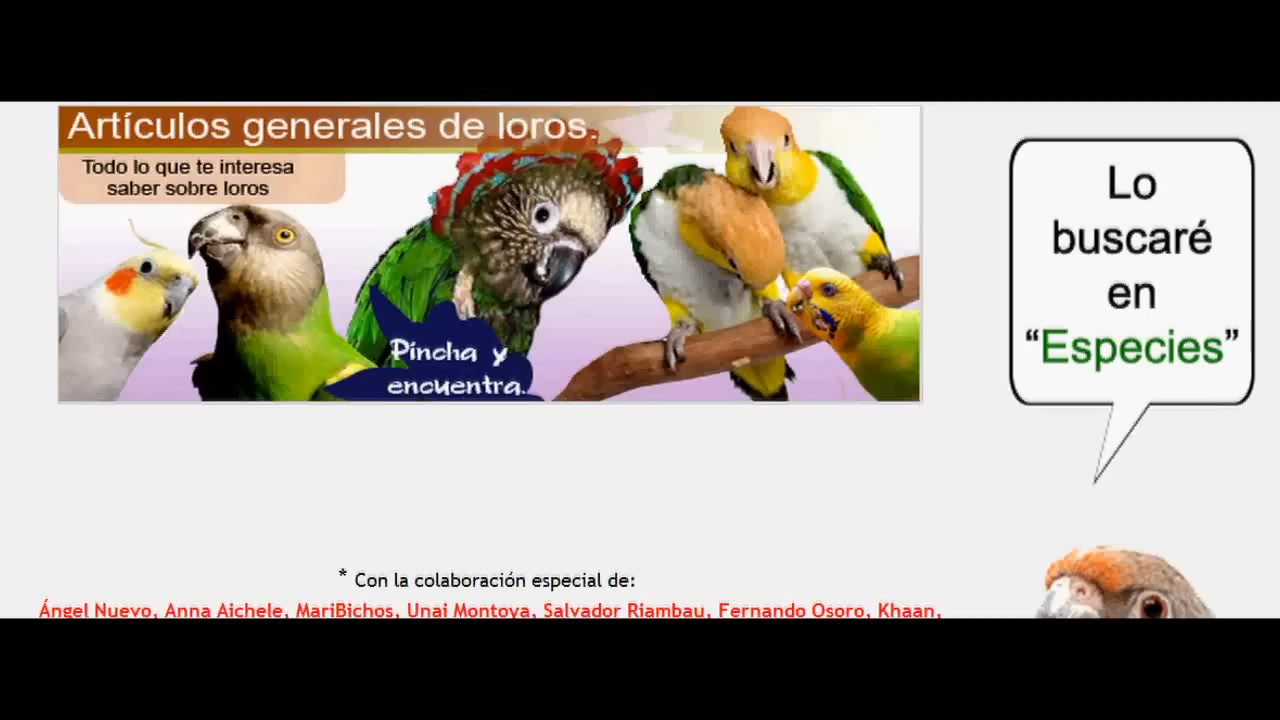 Artículos generales de loros.
Todo lo que te interesa
saber sobre loros
Pincha y
encuentra.
Lo
buscaré
en
“Especies”
* Con la colaboración especial de:
Ángel Nuevo, Anna Aichele, MariBichos, Unai Montoya, Salvador Riambau, Fernando Osoro, Khaan,